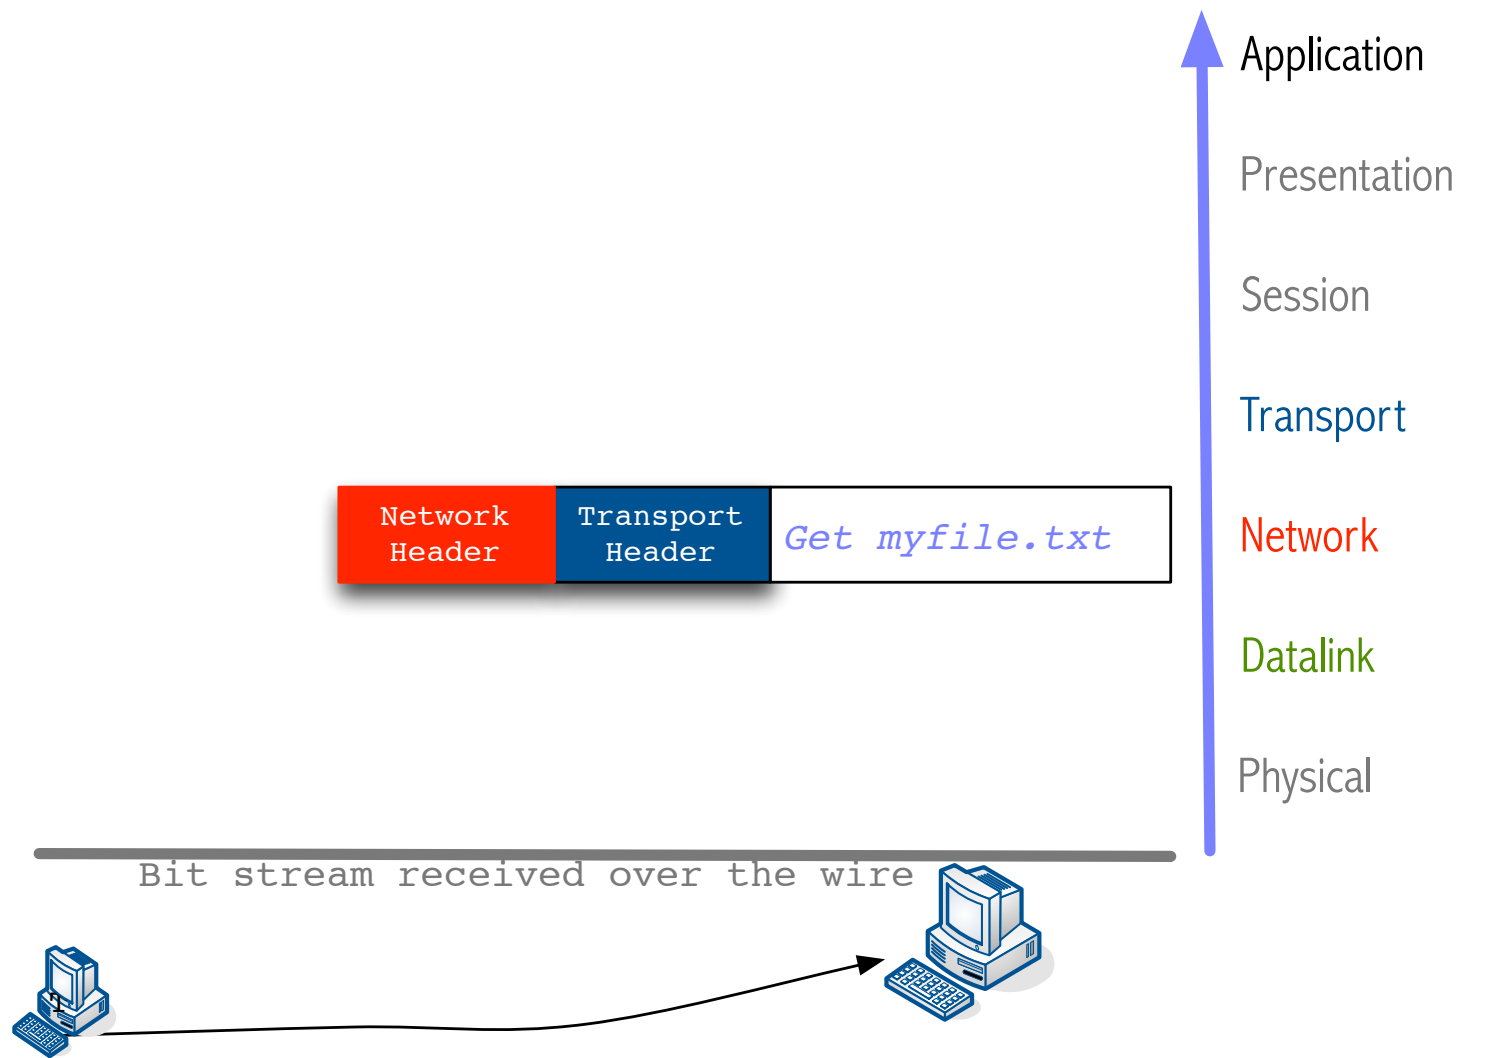 Application
Presentation
Session
Transport
Network
Header
Transport
Header
Get myfile.txt
Network
Datalink
Physical
Bit stream received over the wire